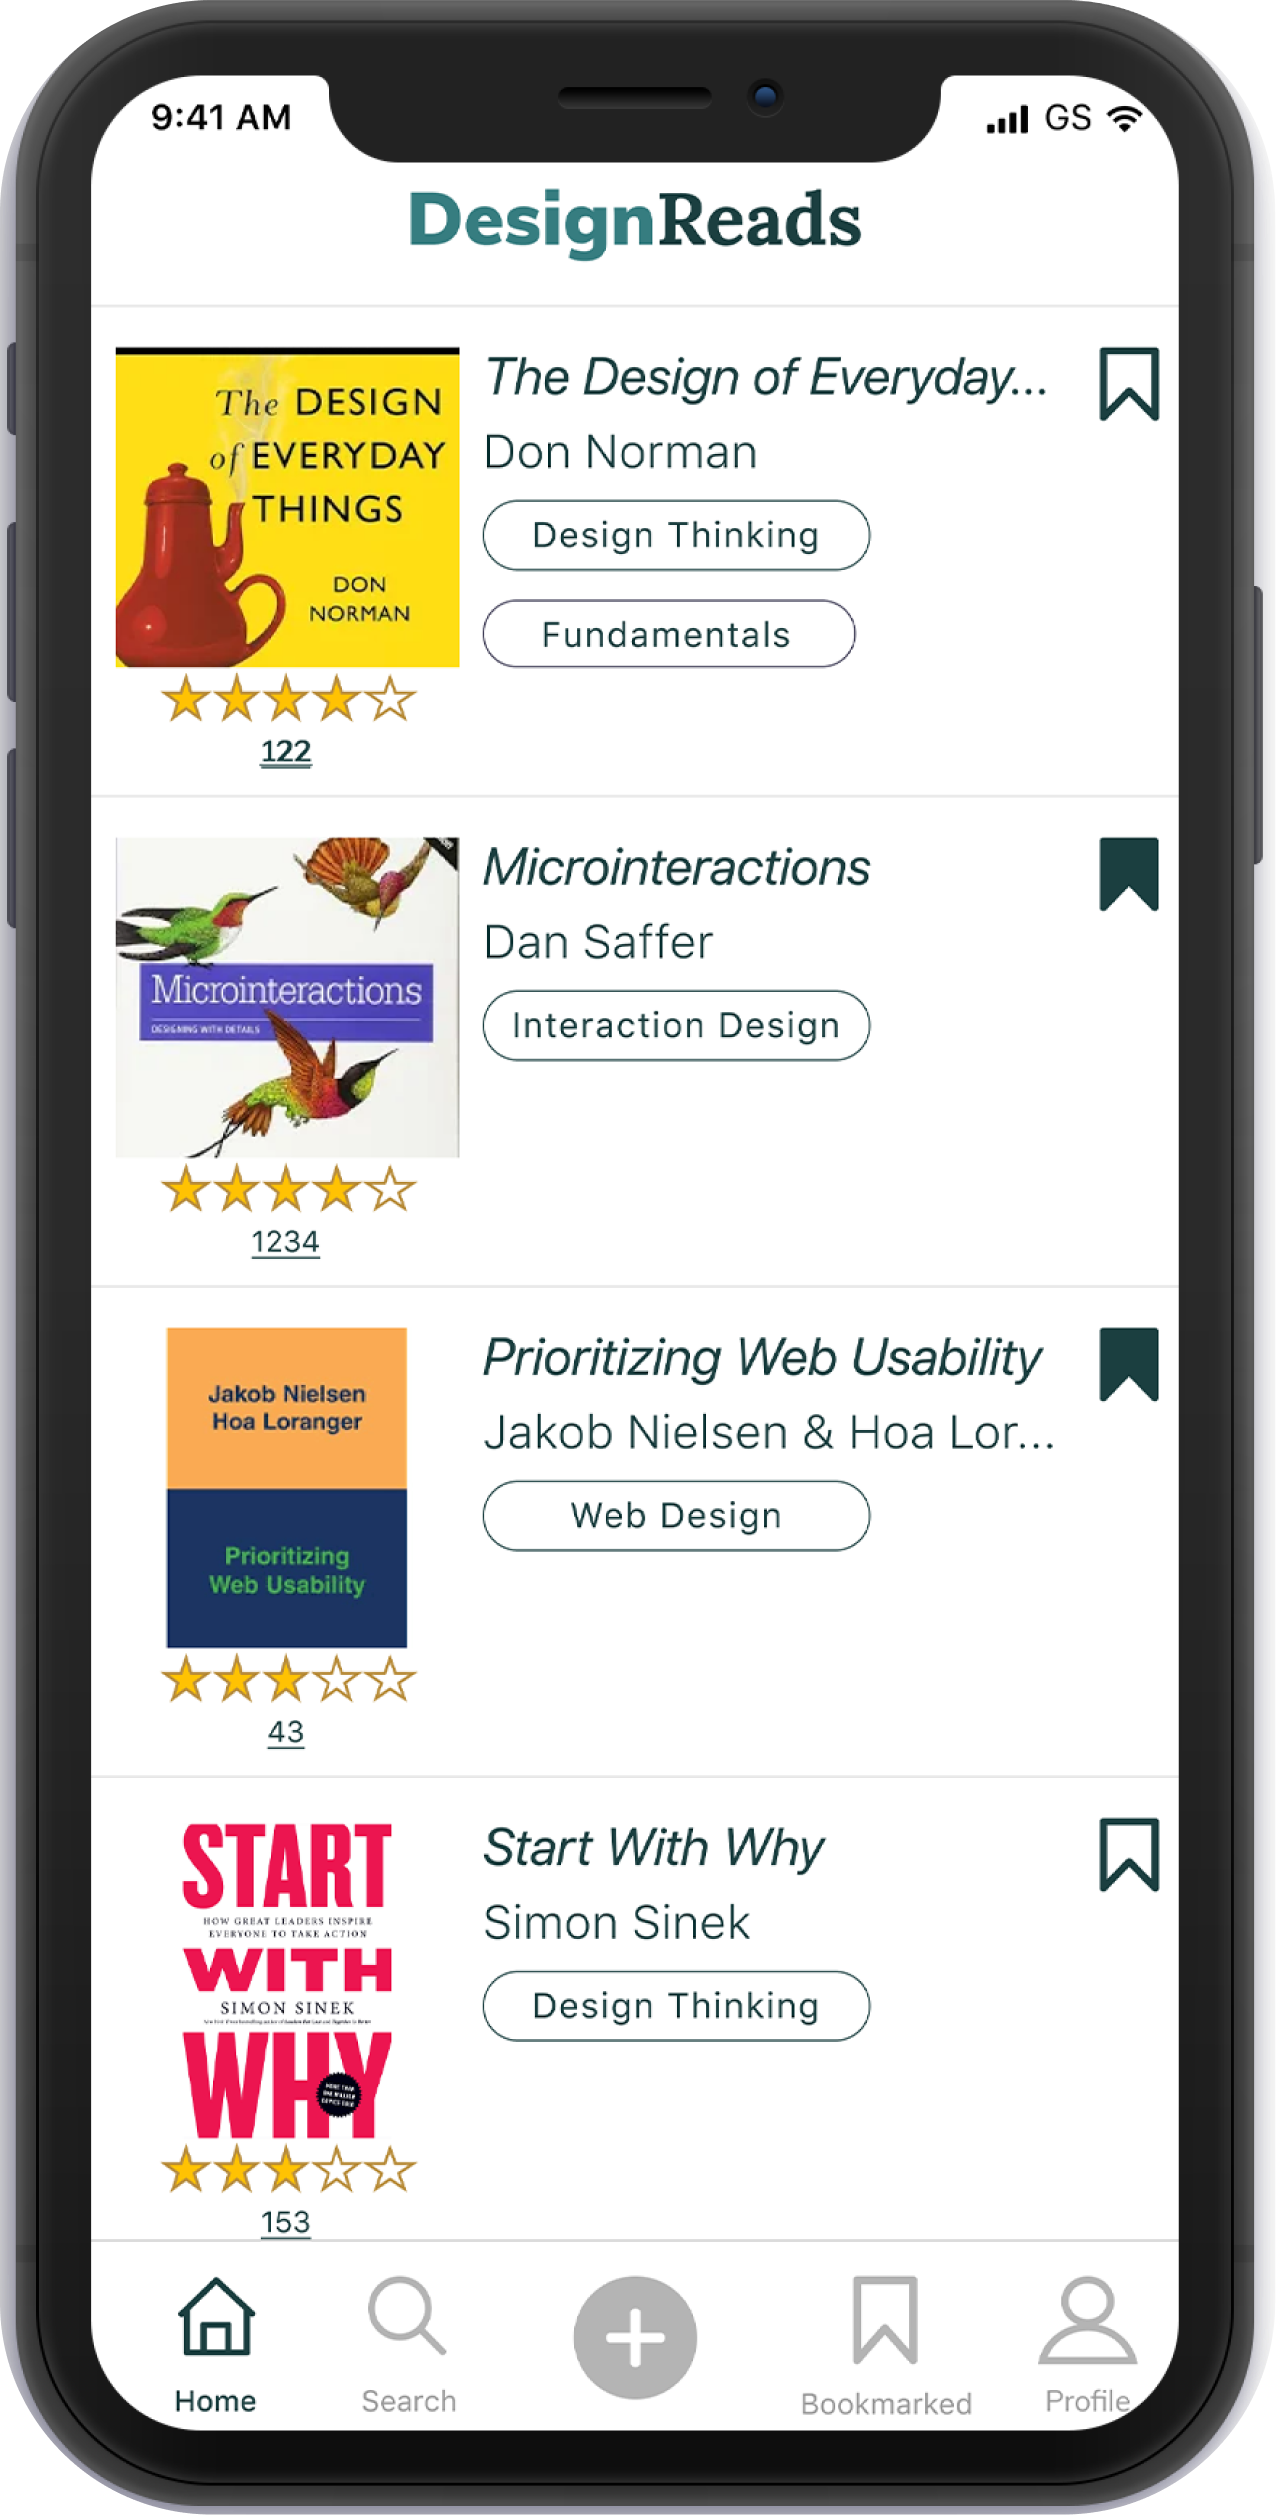 9:41 AM
GS
DesignReads
The DESIGN
of EVERYDAY
THINGS
DON
NORMAN
122
The Design of Everyday...
Don Norman
Design Thinking
Fundamentals
Microinteractions
DESIGNING WITH DETAILS
1234
Microinteractions
Dan Saffer
Interaction Design
Jakob Nielsen
Hoa Loranger
Prioritizing
Web Usability
43
Prioritizing Web Usability
Jakob Nielsen & Hoa Lor...
Web Design
START
HOW GREAT LEADERS INSPIRE
EVERYONE TO TAKE ACTION
WITH
SIMON SINEK
WHY
153
Start With Why
Simon Sinek
Design Thinking
Home
Search
Bookmarked
Profile